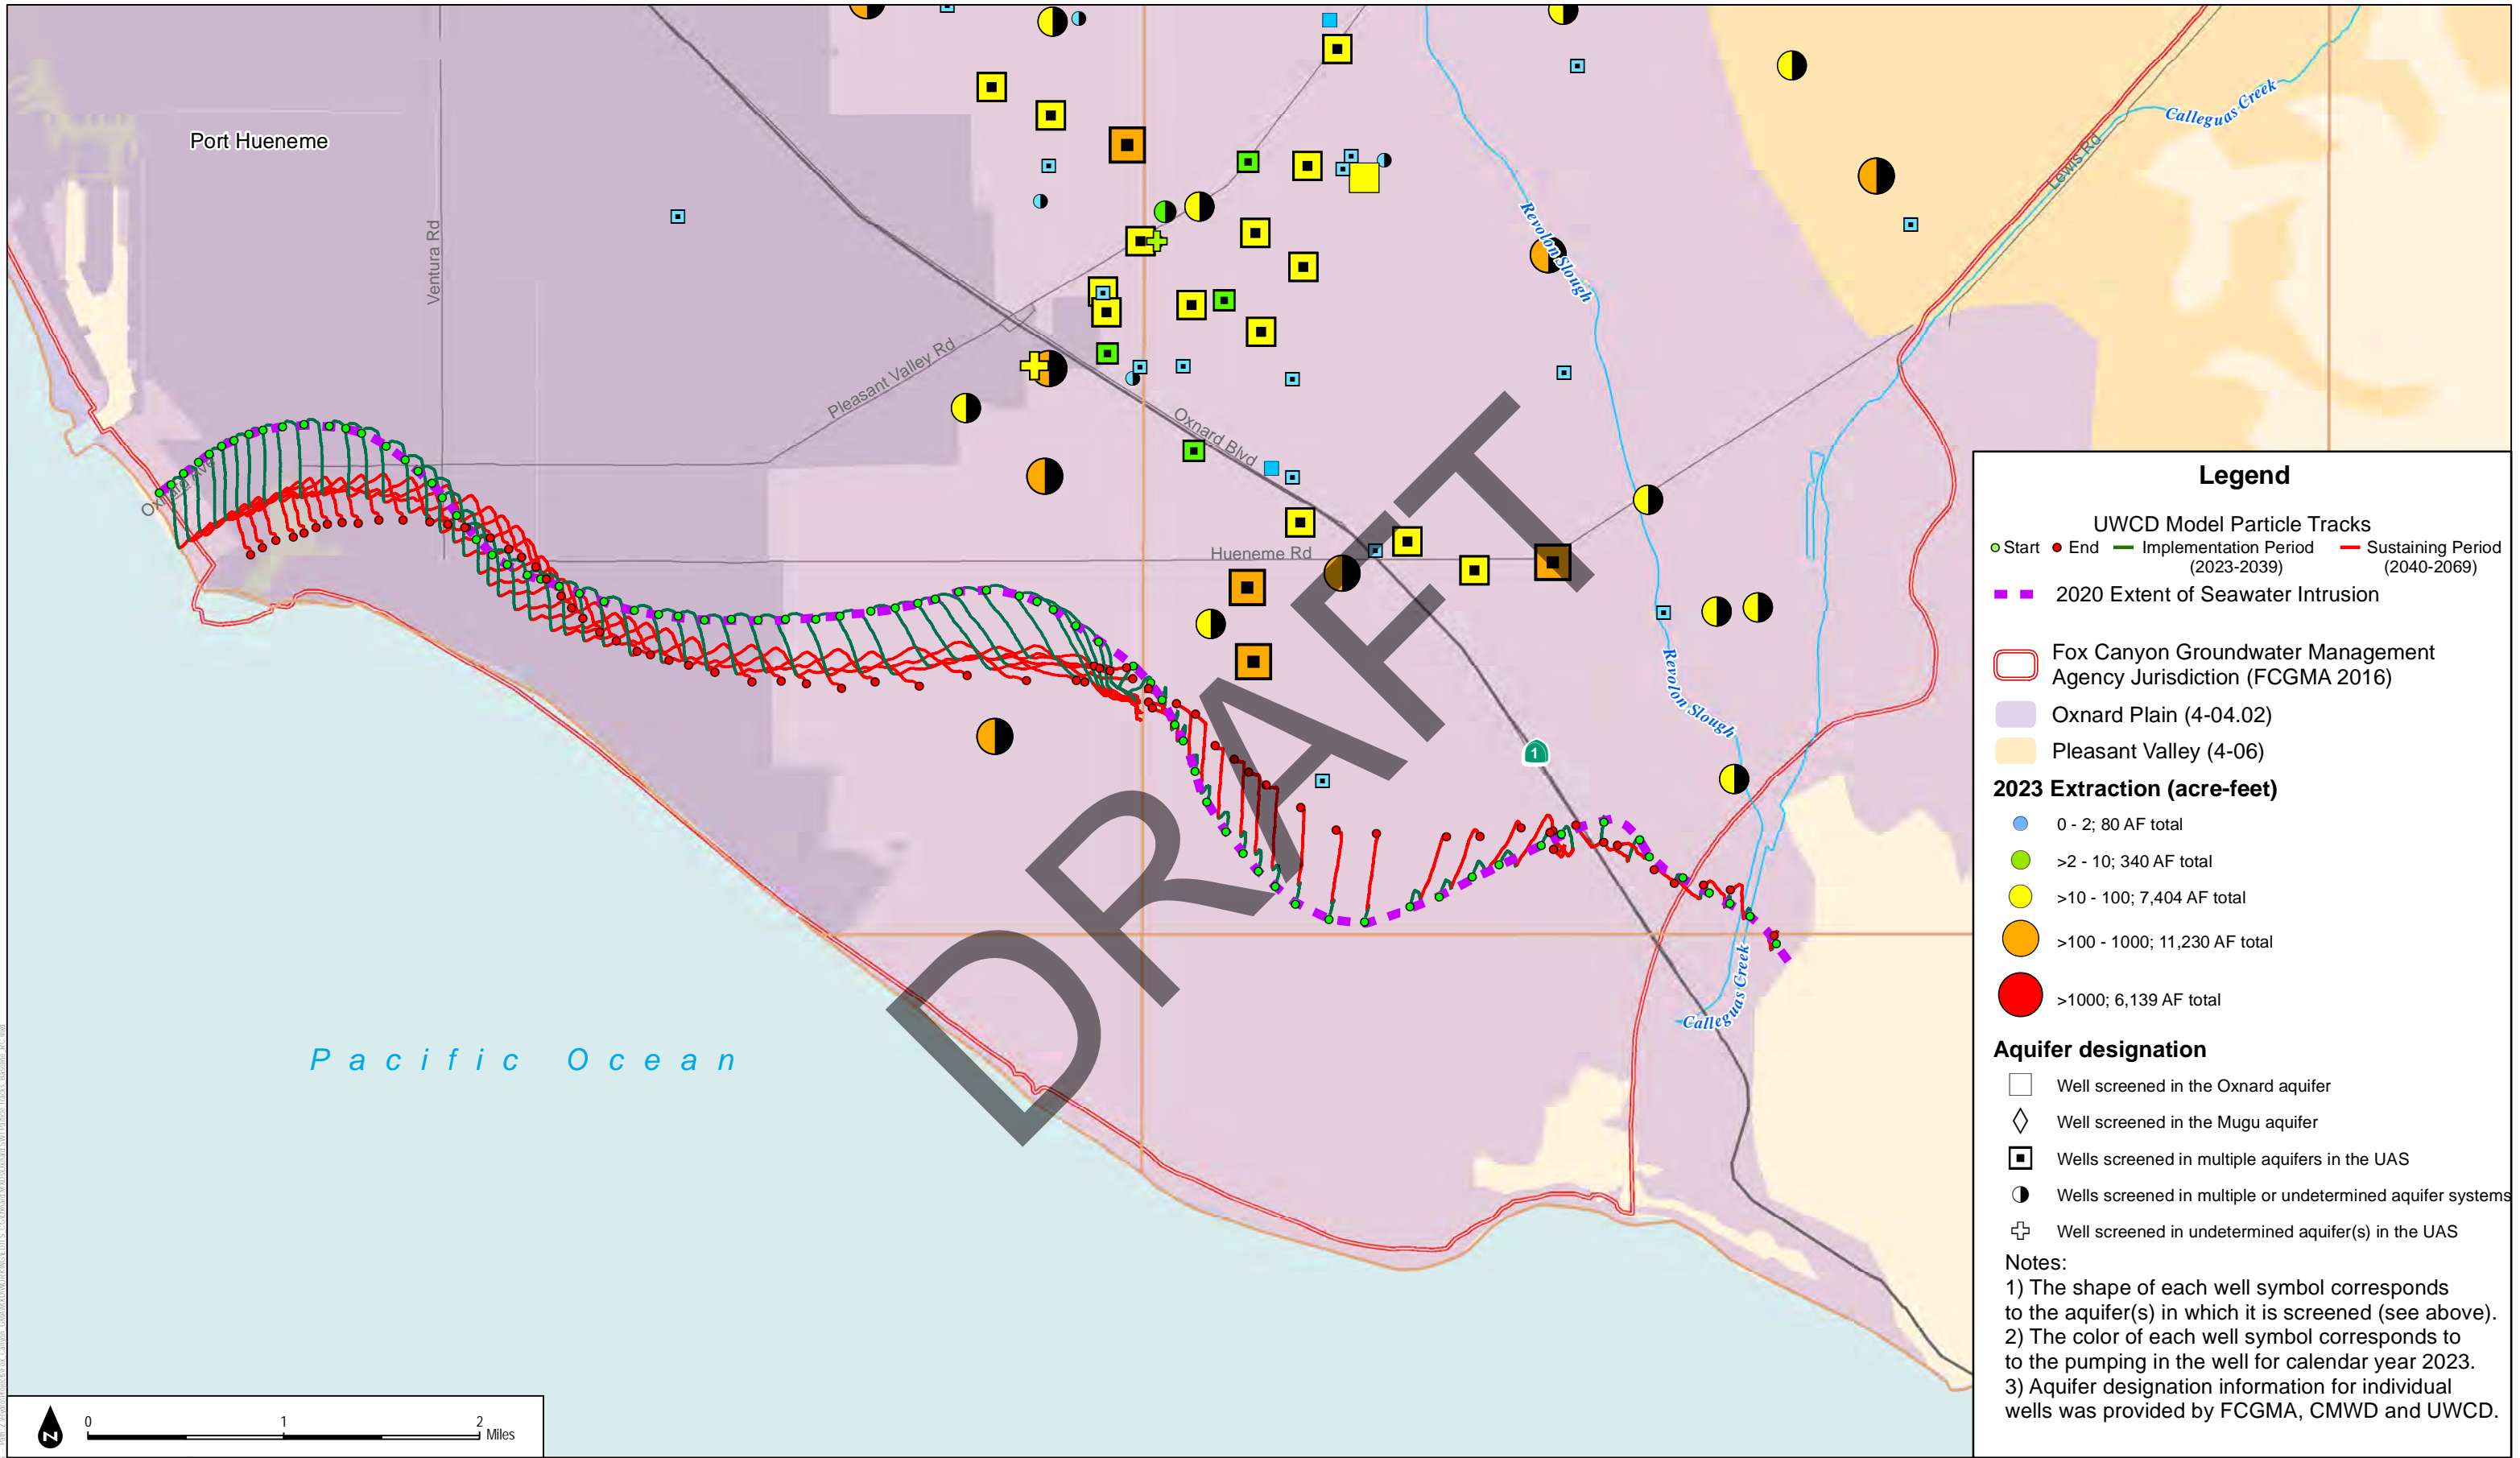 Port Hueneme
Ventura Rd
Oxnard Ave
Pleasant Valley Rd
Oxnard Blvd
Hueneme Rd
Revolon Slough
Calleguas Creek
Lewis Rd
Revolon Slough
1
Calleguas Creek
Pacific Ocean
DRAFT
N
0 1 2
Miles
Legend
UWCD Model Particle Tracks
Start End Implementation Period Sustaining Period
(2023-2039) (2040-2069)
2020 Extent of Seawater Intrusion
Fox Canyon Groundwater Management
Agency Jurisdiction (FCGMA 2016)
Oxnard Plain (4-04.02)
Pleasant Valley (4-06)
2023 Extraction (acre-feet)
0 - 2; 80 AF total
>2 - 10; 340 AF total
>10 - 100; 7,404 AF total
>100 - 1000; 11,230 AF total
>1000; 6,139 AF total
Aquifer designation
Well screened in the Oxnard aquifer
Well screened in the Mugu aquifer
Wells screened in multiple aquifers in the UAS
Wells screened in multiple or undetermined aquifer systems
Well screened in undetermined aquifer(s) in the UAS
Notes:
1) The shape of each well symbol corresponds
to the aquifer(s) in which it is screened (see above).
2) The color of each well symbol corresponds to
to the pumping in the well for calendar year 2023.
3) Aquifer designation information for individual
wells was provided by FCGMA, CMWD and UWCD.